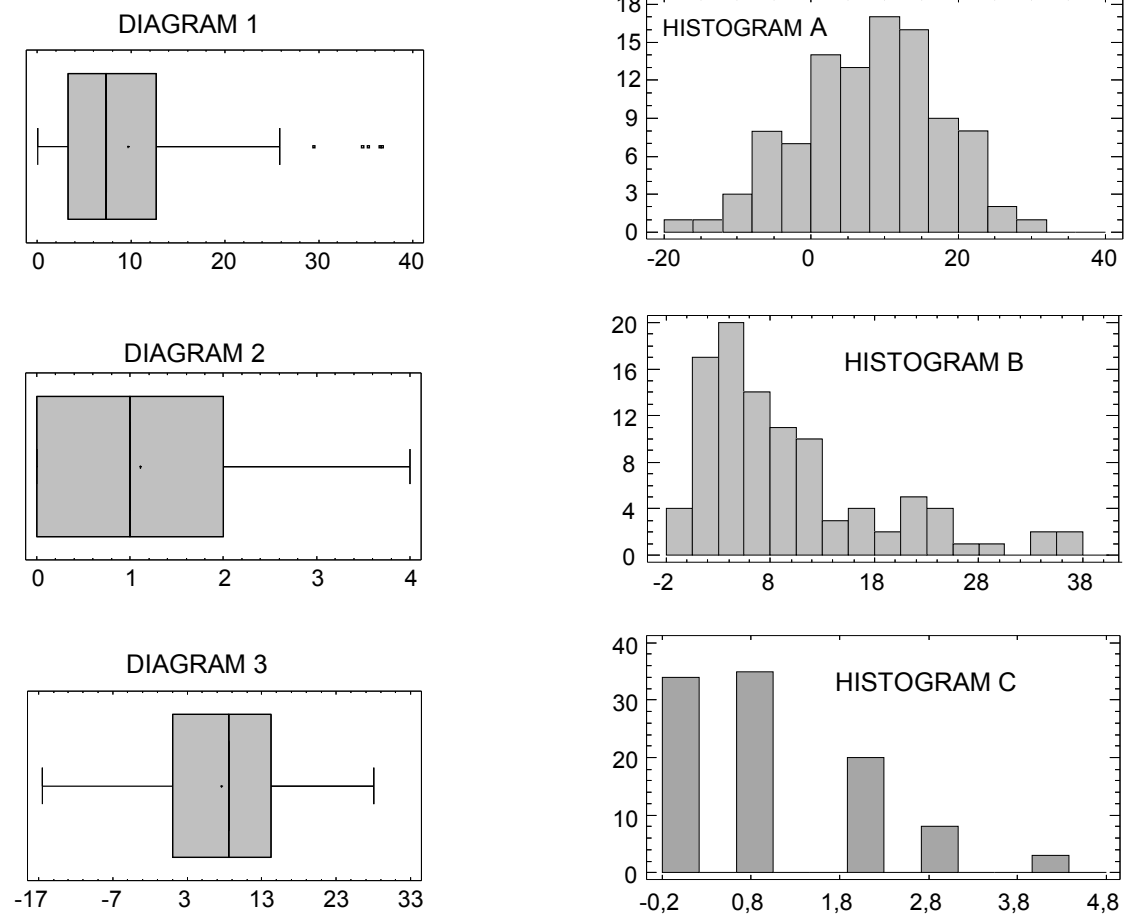 DIAGRAM 1
0 10 20 30 40
DIAGRAM 2
0 1 2 3 4
DIAGRAM 3
-17 -7 3 13 23 33
HISTOGRAM A
18
15
12
9
6
3
0
-20 0 20 40
HISTOGRAM B
20
16
12
8
4
0
-2 8 18 28 38
HISTOGRAM C
40
30
20
10
0
-0,2 0,8 1,8 2,8 3,8 4,8